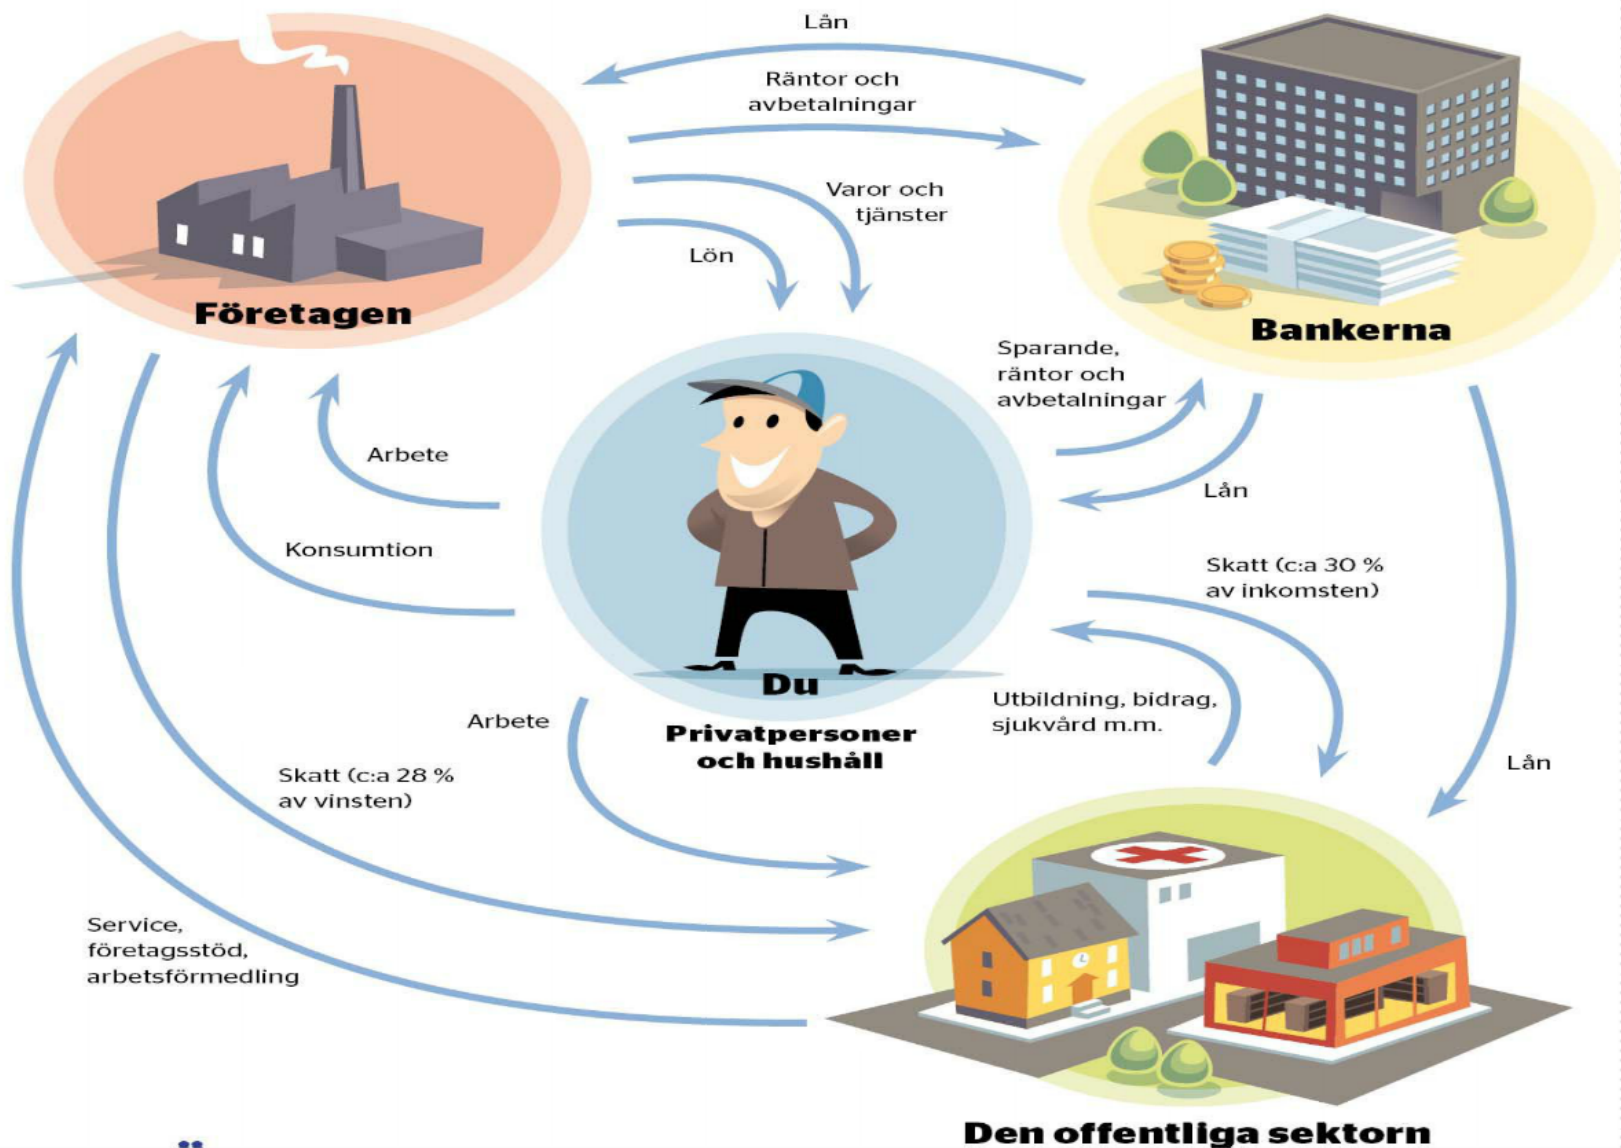 Lån
Räntor och
avbetalningar
Varor och
tjänster
Lön
Företagen
Bankerna
Sparande,
räntor och
avbetalningar
Arbete
Lån
Konsumtion
Skatt (c:a 30 %
av inkomsten)
Du
Privatpersoner
och hushåll
Utbildning, bidrag,
sjukvård m.m.
Arbete
Lån
Skatt (c:a 28 %
av vinsten)
Service,
företagsstöd,
arbetsförmedling
Den offentliga sektorn